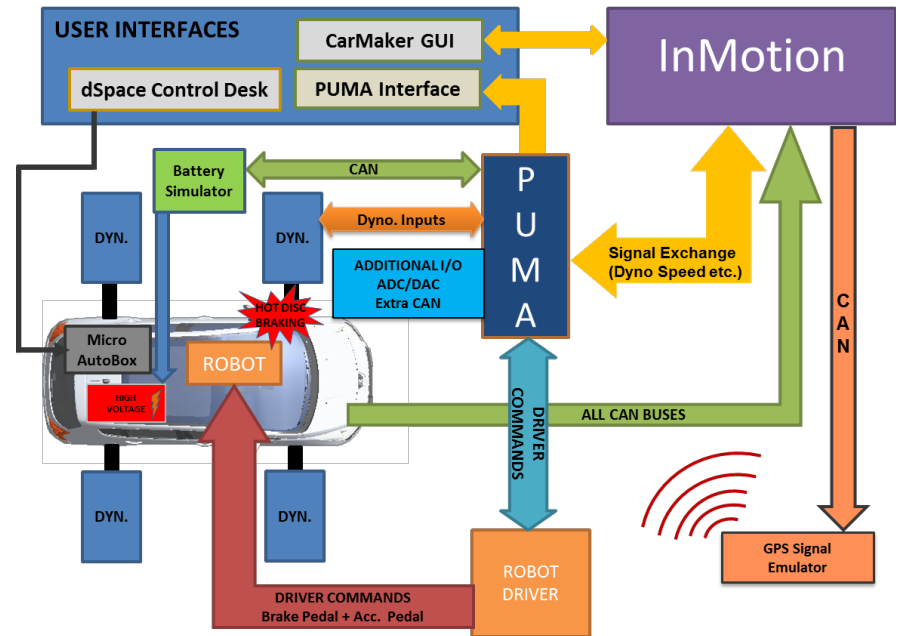 USER INTERFACES
CarMaker GUI
dSpace Control Desk
PUMA Interface
InMotion
Battery
Simulator
CAN
P
U
M
A
DYN.
DYN.
Dyno. Inputs
Signal Exchange
(Dyno Speed etc.)
ADDITIONAL I/O
ADC/DAC
Extra CAN
HOT DISC
BRAKING
C
A
N
Micro
AutoBox
ROBOT
HIGH
VOLTAGE
DRIVER
COMMANDS
ALL CAN BUSES
DYN.
DYN.
GPS Signal
Emulator
ROBOT
DRIVER
DRIVER COMMANDS
Brake Pedal + Acc. Pedal